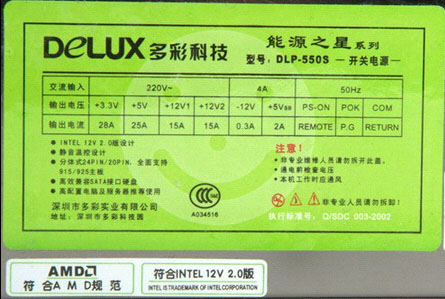 DELUX 多彩科技
能源之星系列
型号: DLP-550S —开关电源—
交流输入 220V~ 4A 50Hz
输出电压 +3.3V +5V +12V1 +12V2 -12V +5VSB PS-ON POK COM
输出电流 28A 25A 15A 15A 0.3A 2A REMOTE P.G RETURN
INTEL 12V 2.0版设计
静音温控设计
分体式24PIN/20PIN, 全面支持
915/925主板
高效兼容SATA接口硬盘
高配置电脑及服务器推荐使用
深圳市多彩实业有限公司
地址: 深圳市多彩科技园
CCC
A034516
注意!
非专业维修人员请勿拆开此盖。
通电前检查电压
本机工作时应通风
非专业人员请勿拆卸!
执行标准号: Q/SDC 003-2002
AMD
符合AMD规范
符合INTEL 12V 2.0版
INTEL IS TRADEMARK OF INTEL CORPORATION